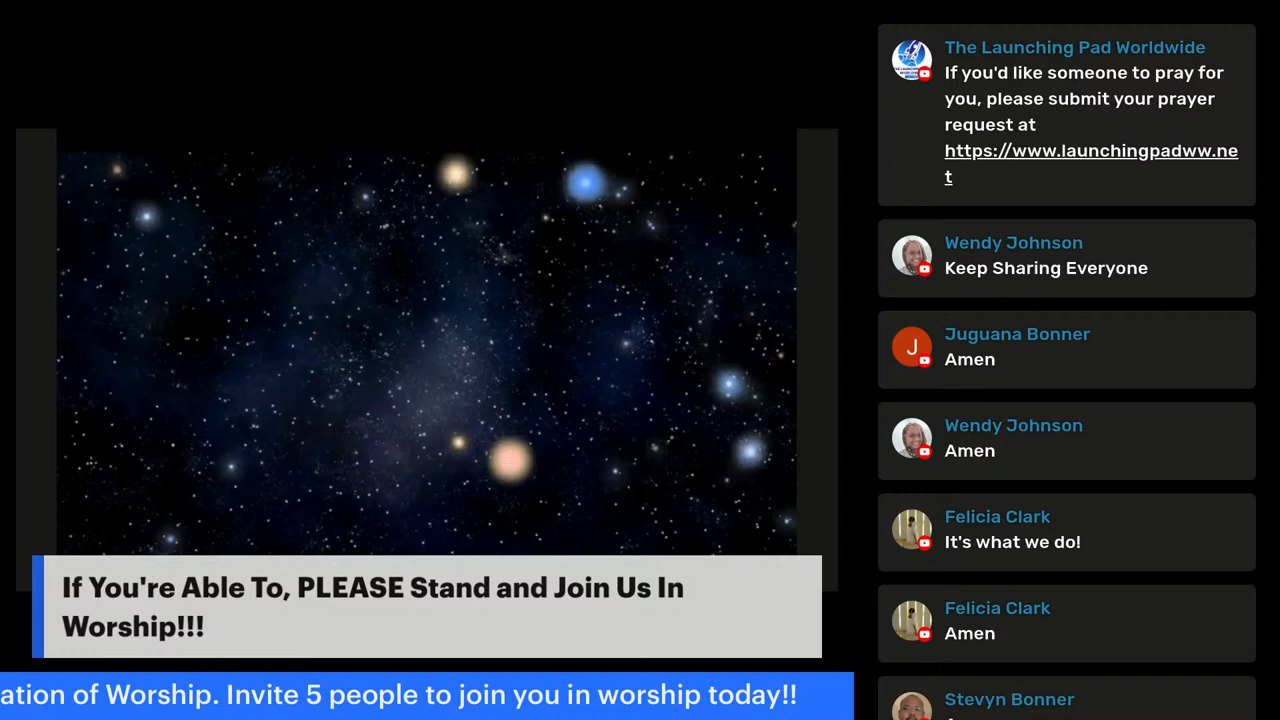 If You're Able To, PLEASE Stand and Join Us In
Worship!!!
ation of Worship. Invite 5 people to join you in worship today!!
The Launching Pad Worldwide
If you'd like someone to pray for
you, please submit your prayer
request at
https://www.launchingpadww.ne
t
Wendy Johnson
Keep Sharing Everyone
J
Juguana Bonner
Amen
Wendy Johnson
Amen
Felicia Clark
It's what we do!
Felicia Clark
Amen
Stevyn Bonner